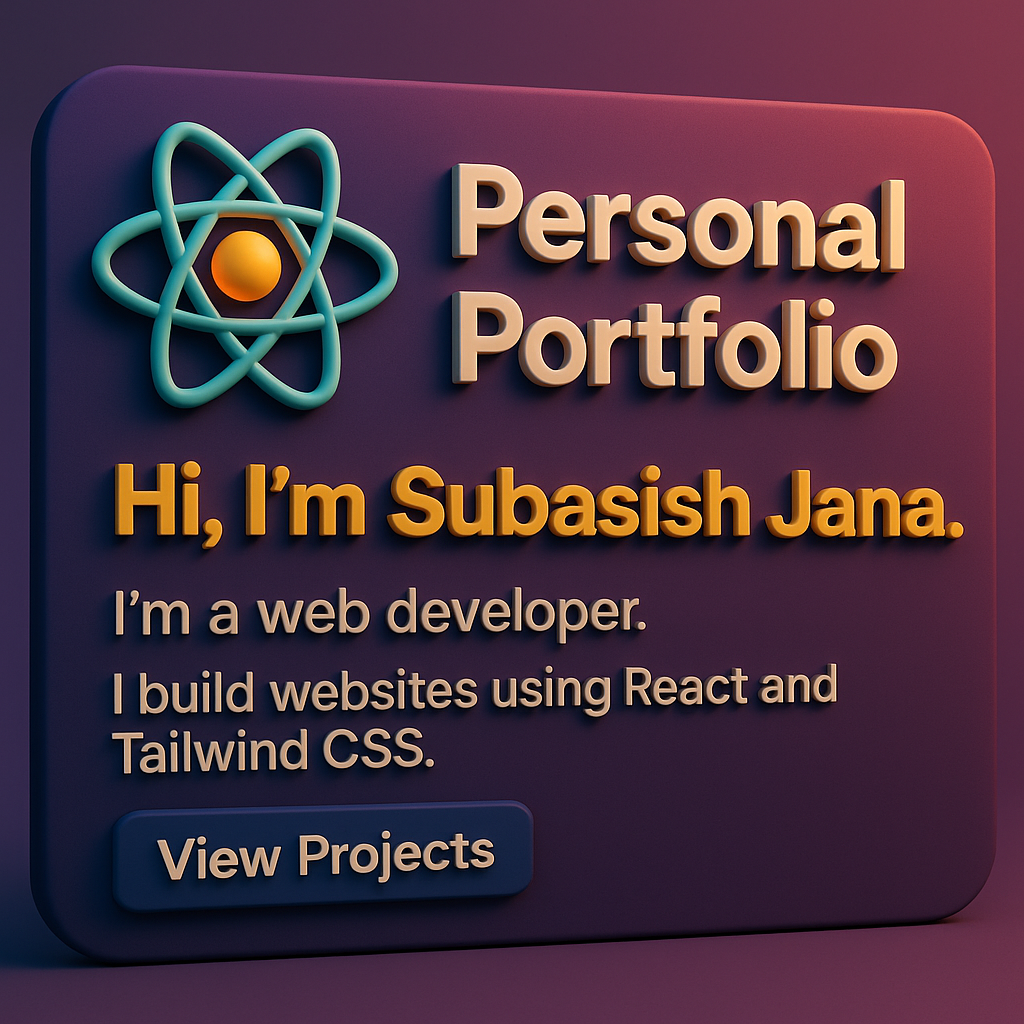 Personal
Portfolio
Hi, I’m Subasish Jana.
I’m a web developer.
I build websites using React and
Tailwind CSS.
View Projects